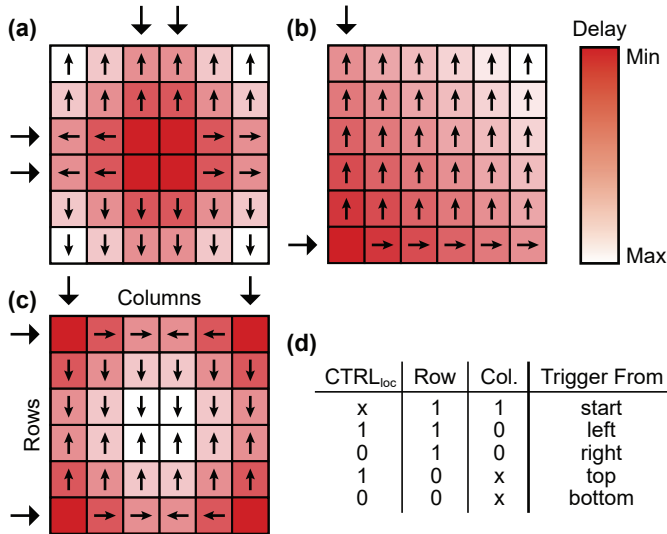 (a)
(b)
Delay
Min
Max
(c)
Columns
Rows
(d)
CTRLloc Row Col. Trigger From
x 1 1 start
1 1 0 left
0 1 0 right
1 0 x top
0 0 x bottom